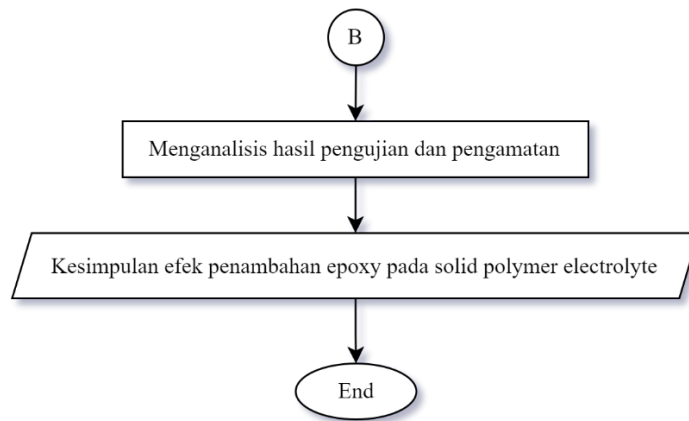 B
Menganalisis hasil pengujian dan pengamatan
Kesimpulan efek penambahan epoxy pada solid polymer electrolyte
End